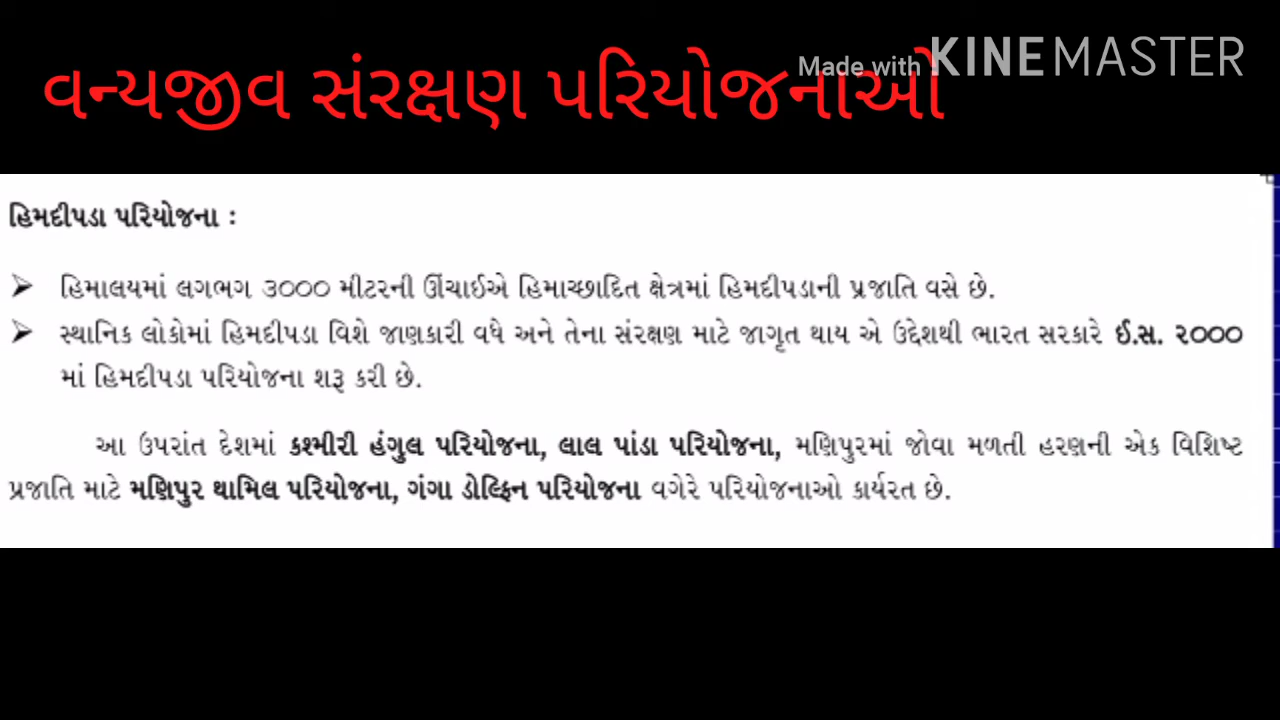 વન્યજીવ સંરક્ષણ પરિયોજનાઓ
Made with KINEMASTER
હિમદીપડા પરિયોજના :
➢ હિમાલયમાં લગભગ ૩૦૦૦ મીટરની ઊંચાઈએ હિમાચ્છાદિત ક્ષેત્રમાં હિમદીપડાની પ્રજાતિ વસે છે.
➢ સ્થાનિક લોકોમાં હિમદીપડા વિશે જાણકારી વધે અને તેના સંરક્ષણ માટે જાગૃત થાય એ ઉદ્દેશથી ભારત સરકારે ઈ.સ. ૨૦૦૦
માં હિમદીપડા પરિયોજના શરૂ કરી છે.
આ ઉપરાંત દેશમાં કશ્મીરી હંગુલ પરિયોજના, લાલ પાંડા પરિયોજના, મણિપુરમાં જોવા મળતી હરણની એક વિશિષ્ટ
પ્રજાતિ માટે મણિપુર થામિલ પરિયોજના, ગંગા ડોલ્ફિન પરિયોજના વગેરે પરિયોજનાઓ કાર્યરત છે.